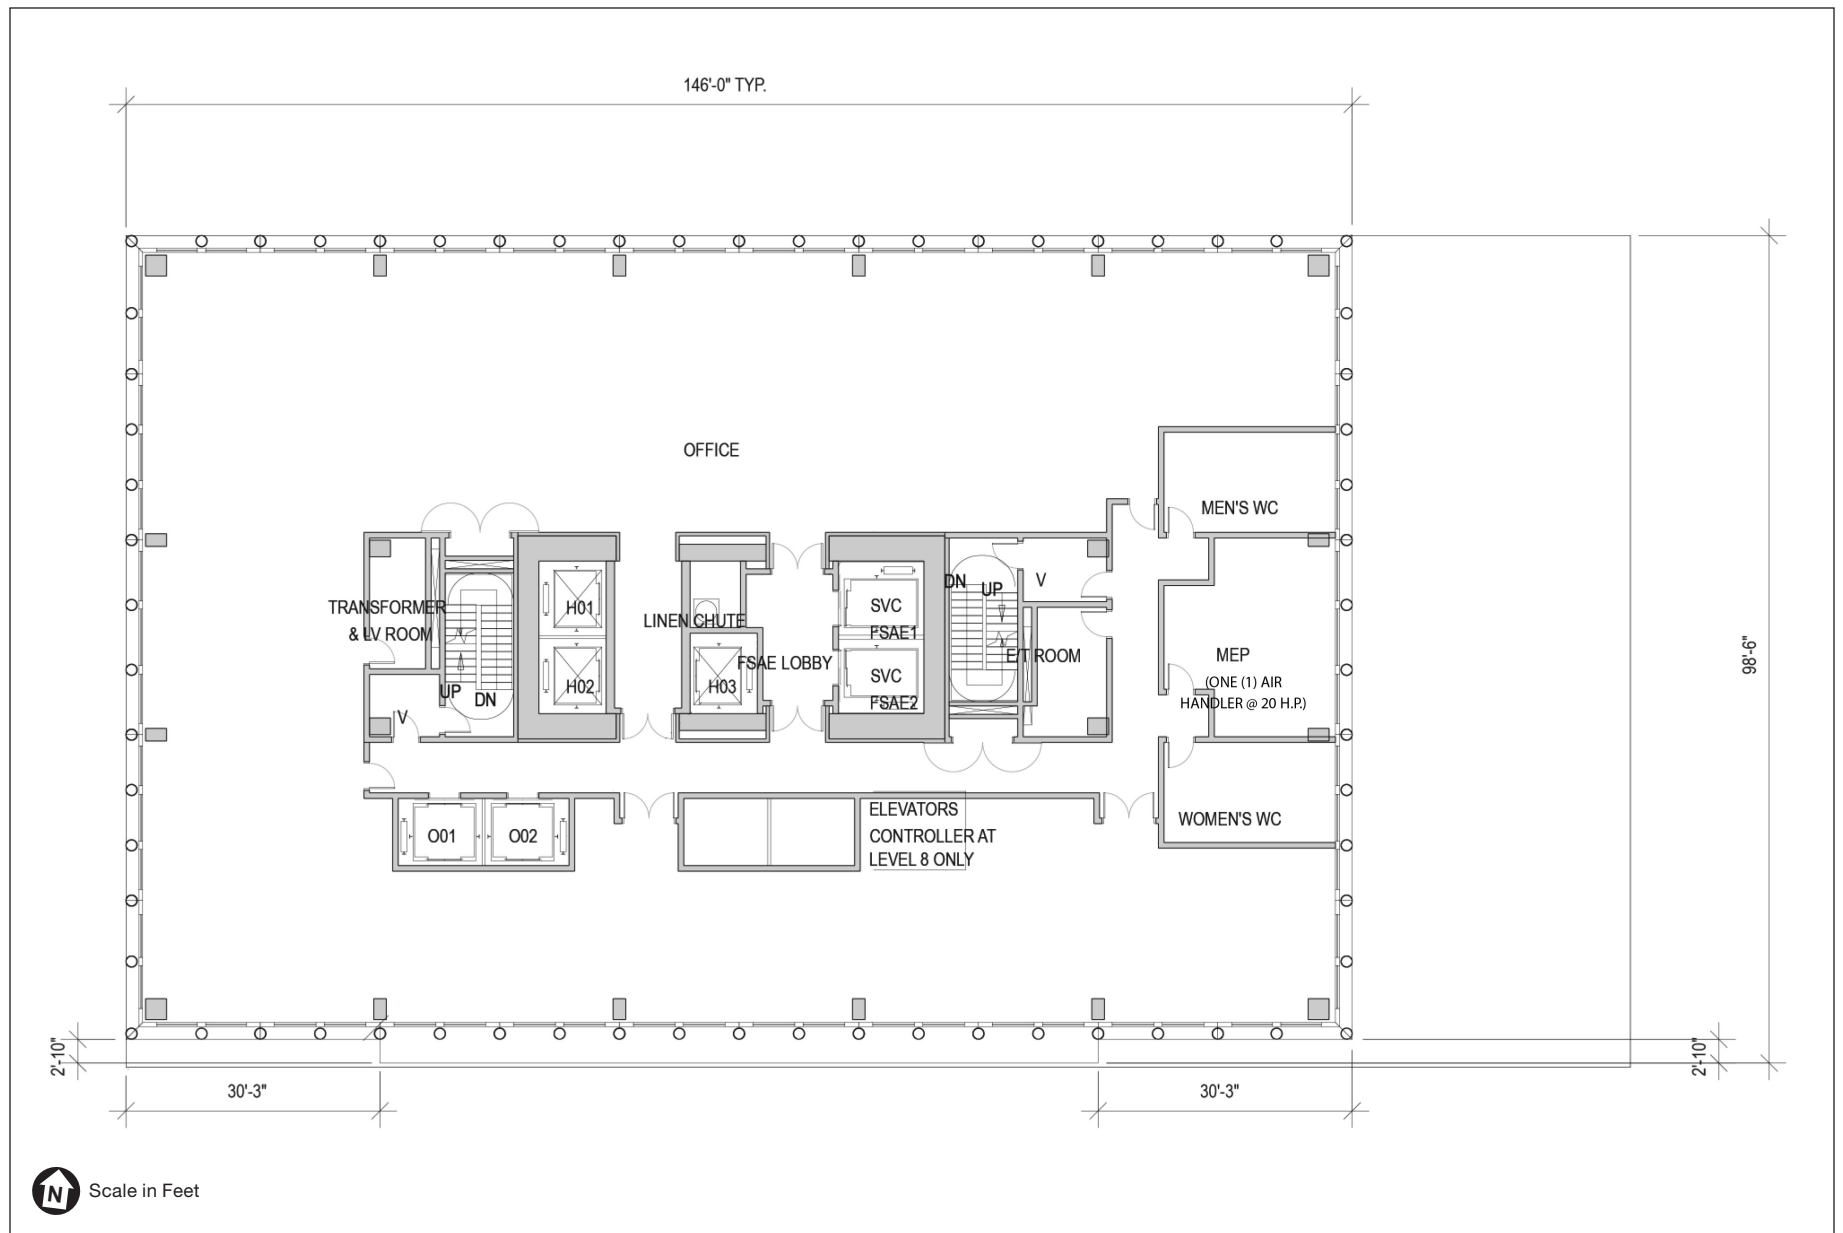 146'-0" TYP.
OFFICE
MEN'S WC
DN
UP
V
TRANSFORMER
& LV ROOM
H01
LINEN CHUTE
SVC
FSAE1
H02
H03
FSAE LOBBY
SVC
FSAE2
E/T ROOM
MEP
(ONE (1) AIR
HANDLER @ 20 H.P.)
98'-6"
UP
DN
V
O01
O02
ELEVATORS
CONTROLLER AT
LEVEL 8 ONLY
WOMEN'S WC
2'-10"
2'-10"
30'-3"
30'-3"
N
Scale in Feet